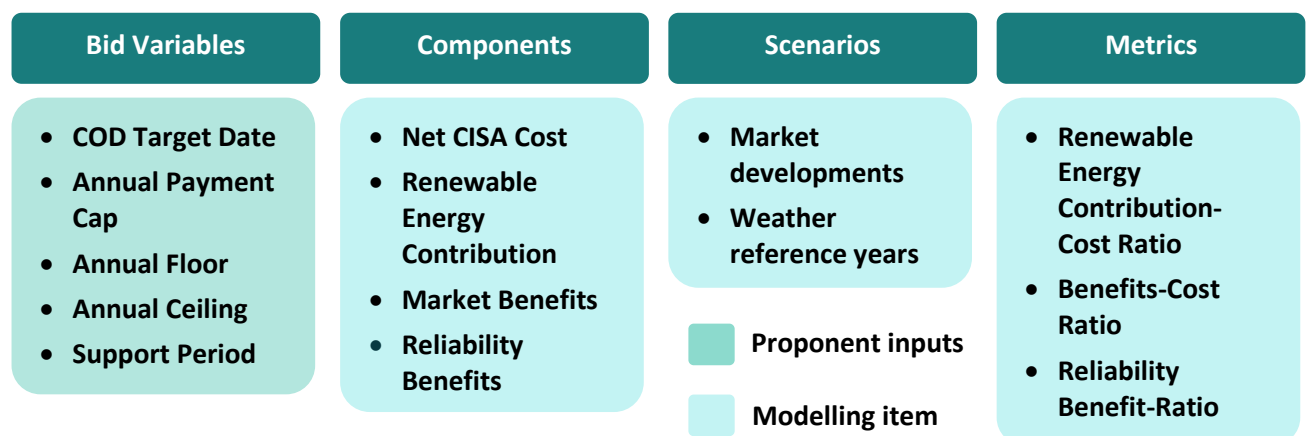 Bid Variables
• COD Target Date
• Annual Payment
Cap
• Annual Floor
• Annual Ceiling
• Support Period
Components
• Net CISA Cost
• Renewable
Energy
Contribution
• Market Benefits
• Reliability
Benefits
Scenarios
• Market
developments
• Weather
reference years
Proponent inputs
Modelling item
Metrics
• Renewable
Energy
Contribution-
Cost Ratio
• Benefits-Cost
Ratio
• Reliability
Benefit-Ratio